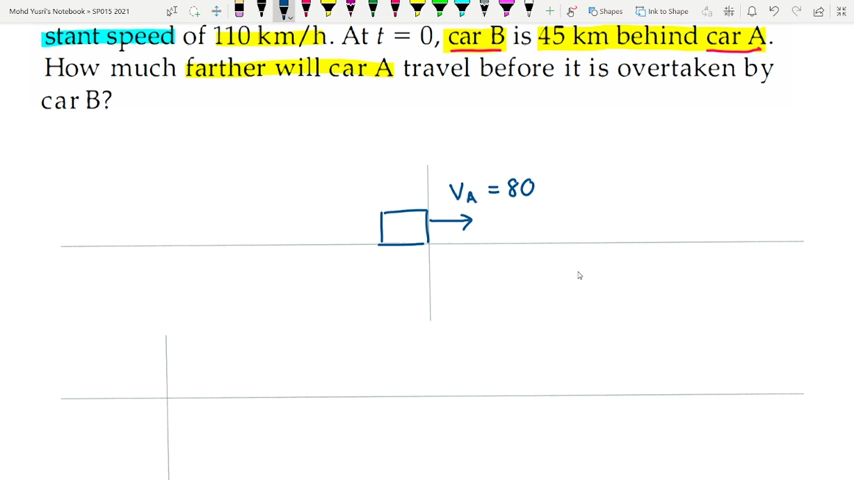 Mohd Yusri's Notebook » SP015 2021
Shapes
Ink to Shape
stant speed of 110 km/h. At t = 0, car B is 45 km behind car A.
How much farther will car A travel before it is overtaken by
car B?
VA = 80